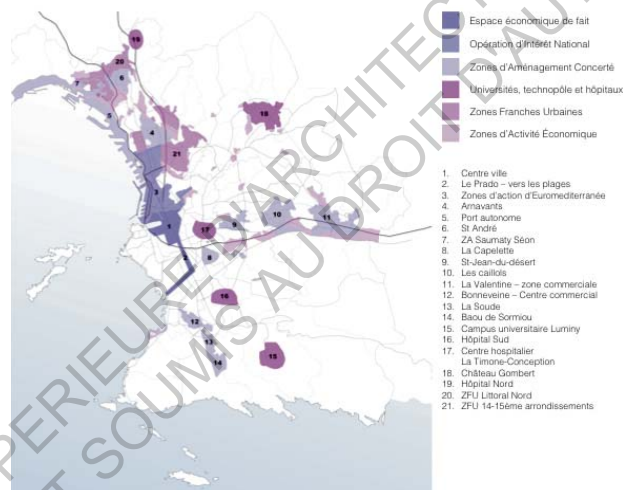 Espace économique de fait
Opération d'Intérêt National
Zones d'Aménagement Concerté
Universités, technopôle et hôpitaux
Zones Franches Urbaines
Zones d'Activité Économique
1. Centre ville
2. Le Prado – vers les plages
3. Zones d'action d'Euromediterranée
4. Arnavants
5. Port autonome
6. St André
7. ZA Saumaty Séon
8. La Capelette
9. St-Jean-du-désert
10. Les caillols
11. La Valentine – zone commerciale
12. Bonneveine – Centre commercial
13. La Soude
14. Baou de Sormiou
15. Campus universitaire Luminy
16. Hôpital Sud
17. Centre hospitalier
La Timone-Conception
18. Château Gombert
19. Hôpital Nord
20. ZFU Littoral Nord
21. ZFU 14-15ème arrondissements
19
20
6
7
5
18
4
21
3
1
17
9
10
11
2
8
16
12
13
14
15
PERIEURE D'ARCHITECT
T SOUMIS AU DROIT D'AU